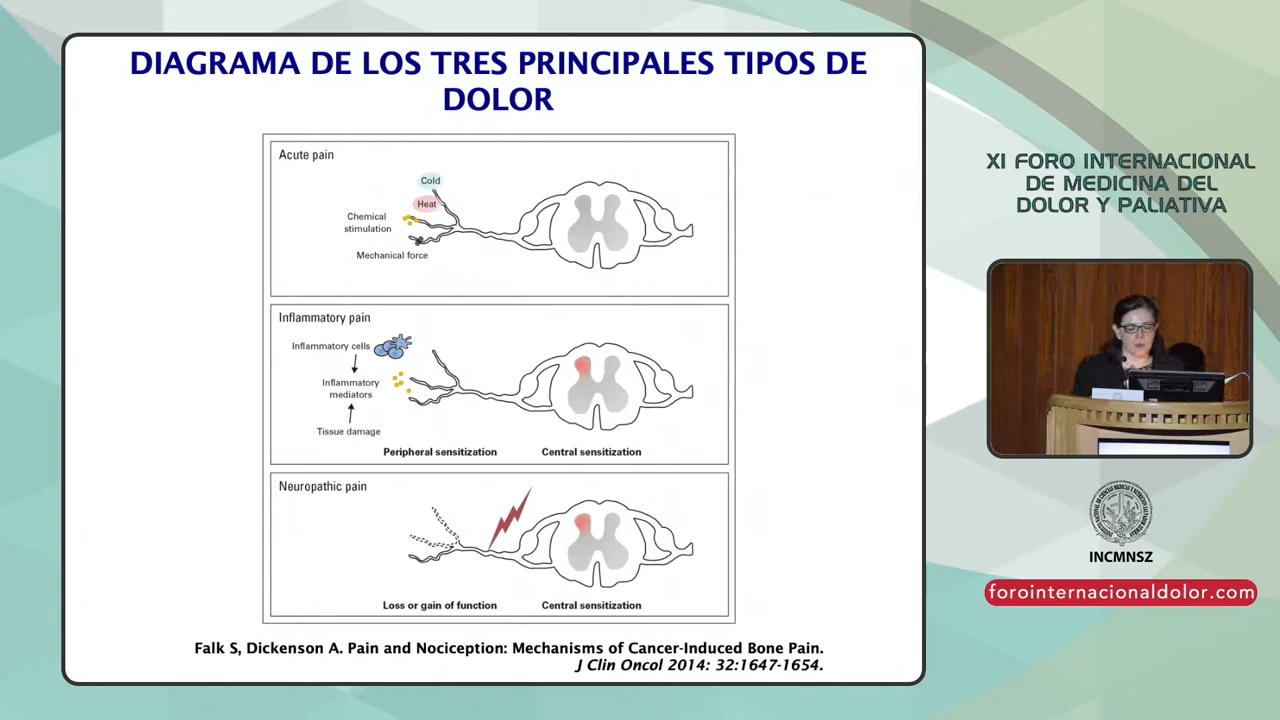 DIAGRAMA DE LOS TRES PRINCIPALES TIPOS DE
DOLOR
Acute pain
Cold
Heat
Chemical
stimulation
Mechanical force
Inflammatory pain
Inflammatory cells
Inflammatory
mediators
Tissue damage
Peripheral sensitization
Central sensitization
Neuropathic pain
Loss or gain of function
Central sensitization
Falk S, Dickenson A. Pain and Nociception: Mechanisms of Cancer-Induced Bone Pain.
J Clin Oncol 2014: 32:1647-1654.
XI FORO INTERNACIONAL
DE MEDICINA DEL
DOLOR Y PALIATIVA
INCMNSZ
forointernacionaldolor.com